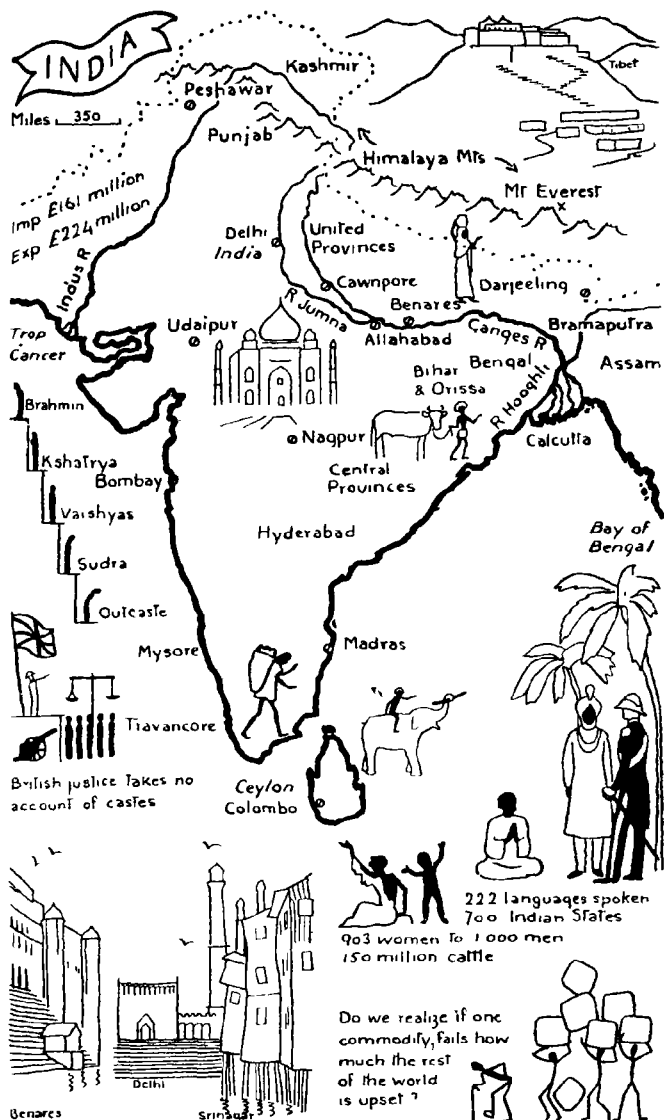 INDIA
Kashmir
Tibet
Peshawar
Miles 350
Punjab
Himalaya Mts
Mt Everest
Imp £161 million
Exp £224 million
Indus R
Delhi
India
United
Provinces
Cawnpore
Darjeeling
R Jumna
Benares
Allahabad
Ganges R
Bramaputra
Trop
Cancer
Udaipur
Bengal
Assam
Bihar
& Orissa
R Hooghli
Calcutta
Brahmin
Kshatrya
Vaishyas
Sudra
Outcaste
Nagpur
Central
Provinces
Bombay
Hyderabad
Bay of
Bengal
Mysore
Madras
Travancore
British justice takes no
account of castes
Ceylon
Colombo
222 languages spoken
700 Indian States
903 women to 1000 men
150 million cattle
Do we realize if one
commodity, fails how
much the rest
of the world
is upset ?
Delhi
Benares
Srinagar